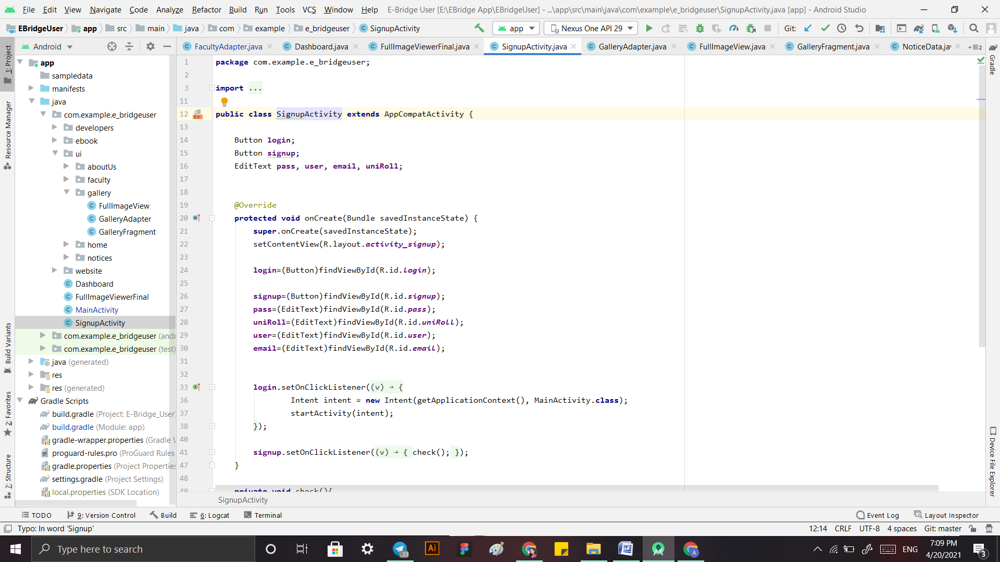 File Edit View Navigate Code Analyze Refactor Build Run Tools VCS Window Help E-Bridge User [E:\EBridge App\EBridgeUser] - ...\app\src\main\java\com\example\e_bridgeuser\SignupActivity.java [app] - Android Studio
EBridgeUser app src main java com example e_bridgeuser SignupActivity app Nexus One API 29 Git:
Android FacultyAdapter.java Dashboard.java FullImageViewerFinal.java SignupActivity.java GalleryAdapter.java FullImageView.java GalleryFragment.java NoticeData.jav 2
1: Project
Resource Manager
Build Variants
2: Favorites
7: Structure
app
sampledata
manifests
java
com.example.e_bridgeuser
developers
ebook
ui
aboutUs
faculty
gallery
FullImageView
GalleryAdapter
GalleryFragment
home
notices
website
Dashboard
FullImageViewerFinal
MainActivity
SignupActivity
com.example.e_bridgeuser (andr
com.example.e_bridgeuser (test)
java (generated)
res
res (generated)
Gradle Scripts
build.gradle (Project: E-Bridge_User)
build.gradle (Module: app)
gradle-wrapper.properties (Gradle V
proguard-rules.pro (ProGuard Rules
gradle.properties (Project Properties
settings.gradle (Project Settings)
local.properties (SDK Location)
1 package com.example.e_bridgeuser;
2
3 import ...
11
12 public class SignupActivity extends AppCompatActivity {
13
14 Button login;
15 Button signup;
16 EditText pass, user, email, uniRoll;
17
18
19 @Override
20 protected void onCreate(Bundle savedInstanceState) {
21 super.onCreate(savedInstanceState);
22 setContentView(R.layout.activity_signup);
23
24 login=(Button)findViewById(R.id.login);
25
26 signup=(Button)findViewById(R.id.signup);
27 pass=(EditText)findViewById(R.id.pass);
28 uniRoll=(EditText)findViewById(R.id.uniRoll);
29 user=(EditText)findViewById(R.id.user);
30 email=(EditText)findViewById(R.id.email);
31
32
33 login.setOnClickListener((v) → {
36 Intent intent = new Intent(getApplicationContext(), MainActivity.class);
37 startActivity(intent);
38 });
40
41 signup.setOnClickListener((v) → { check(); });
47 }
48
49 private void check(){
SignupActivity
Gradle
Device File Explorer
TODO 9: Version Control Build 6: Logcat Terminal Event Log Layout Inspector
Typo: In word 'Signup' 12:14 CRLF UTF-8 4 spaces Git: master
Type here to search Ai 33 W A ENG 7:09 PM 4/20/2021 3